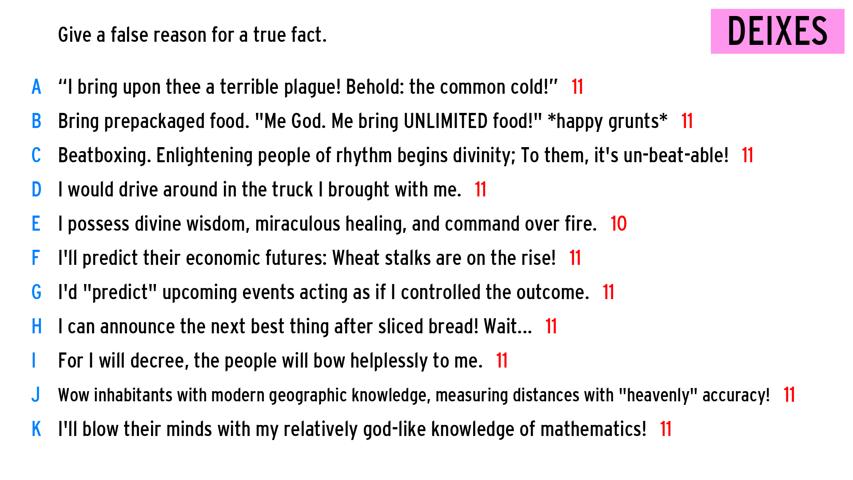 Give a false reason for a true fact.
DEIXES
A "I bring upon thee a terrible plague! Behold: the common cold!" 11
B Bring prepackaged food. "Me God. Me bring UNLIMITED food!" *happy grunts* 11
C Beatboxing. Enlightening people of rhythm begins divinity; To them, it's un-beat-able! 11
D I would drive around in the truck I brought with me. 11
E I possess divine wisdom, miraculous healing, and command over fire. 10
F I'll predict their economic futures: Wheat stalks are on the rise! 11
G I'd "predict" upcoming events acting as if I controlled the outcome. 11
H I can announce the next best thing after sliced bread! Wait... 11
I For I will decree, the people will bow helplessly to me. 11
J Wow inhabitants with modern geographic knowledge, measuring distances with "heavenly" accuracy! 11
K I'll blow their minds with my relatively god-like knowledge of mathematics! 11